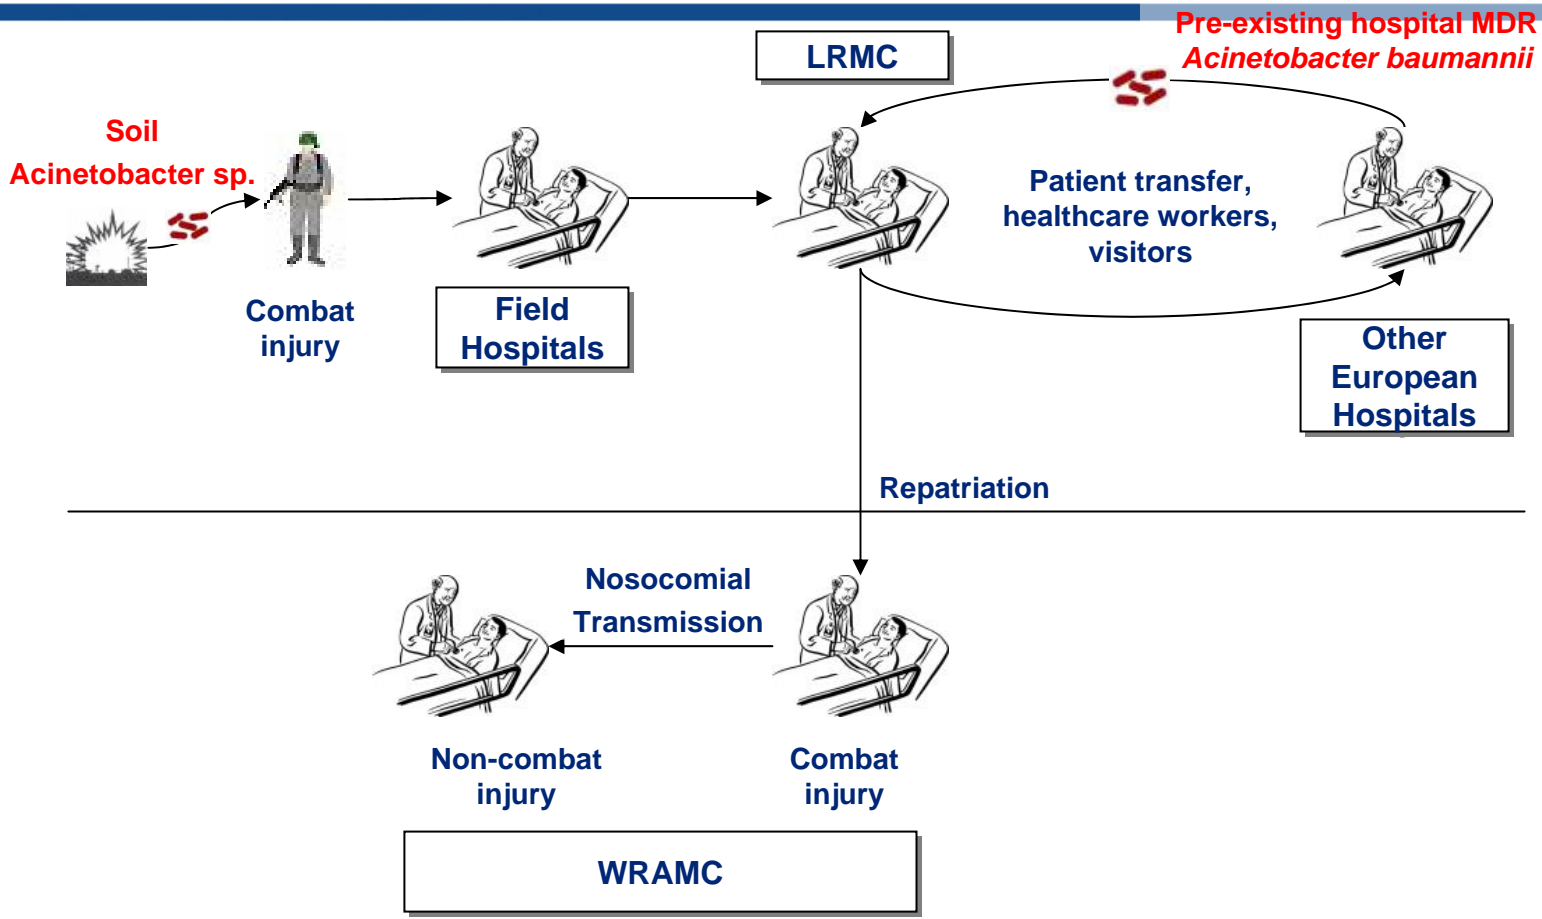 Pre-existing hospital MDR
Acinetobacter baumannii
LRMC
Soil
Acinetobacter sp.
Patient transfer,
healthcare workers,
visitors
Combat
injury
Field
Hospitals
Other
European
Hospitals
Repatriation
Nosocomial
Transmission
Non-combat
injury
Combat
injury
WRAMC